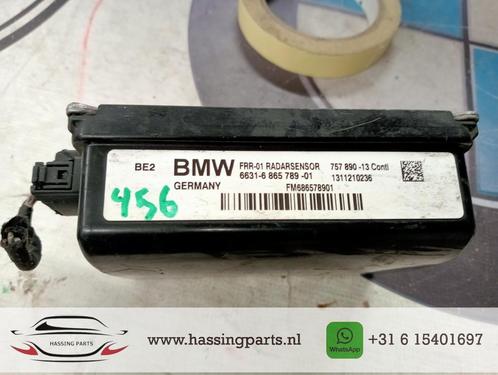 BE2 BMW FRR-01 RADARSENSOR 757 890 -13 Conti
6631-6 865 789 -01 1311210236
GERMANY FM686578901
456
HASSING PARTS
www.hassingparts.nl
WhatsApp
+31 6 15401697